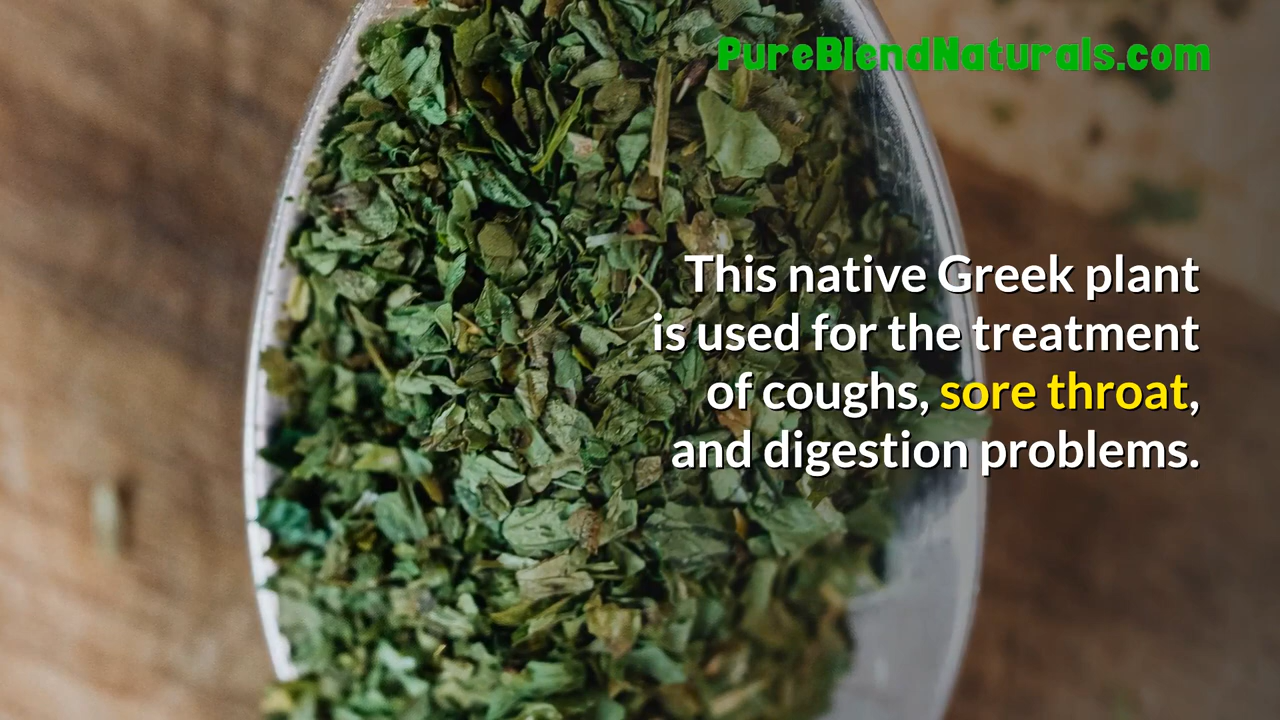 PureBlendNaturals.com
This native Greek plant
is used for the treatment
of coughs, sore throat,
and digestion problems.